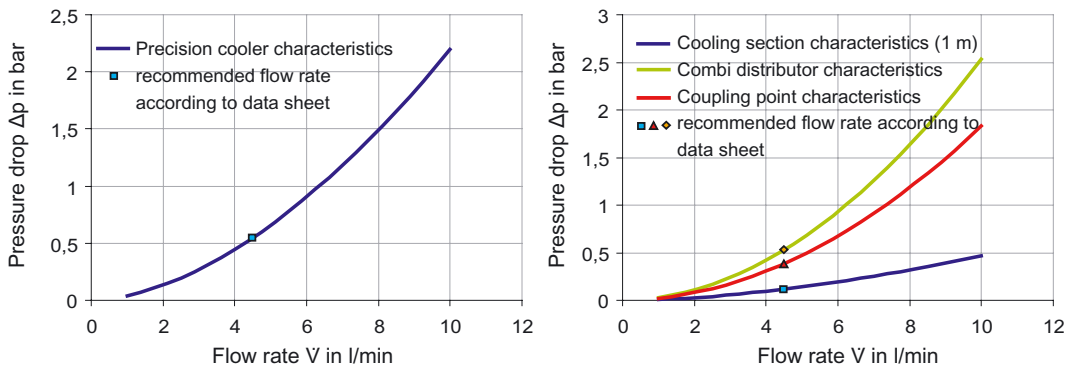 2,5
2
1,5
1
0,5
0
Pressure drop Δp in bar
Precision cooler characteristics
recommended flow rate
according to data sheet
0 2 4 6 8 10 12
Flow rate V̇ in l/min
3
2,5
2
1,5
1
0,5
0
Pressure drop Δp in bar
Cooling section characteristics (1 m)
Combi distributor characteristics
Coupling point characteristics
recommended flow rate according to
data sheet
0 2 4 6 8 10 12
Flow rate V̇ in l/min